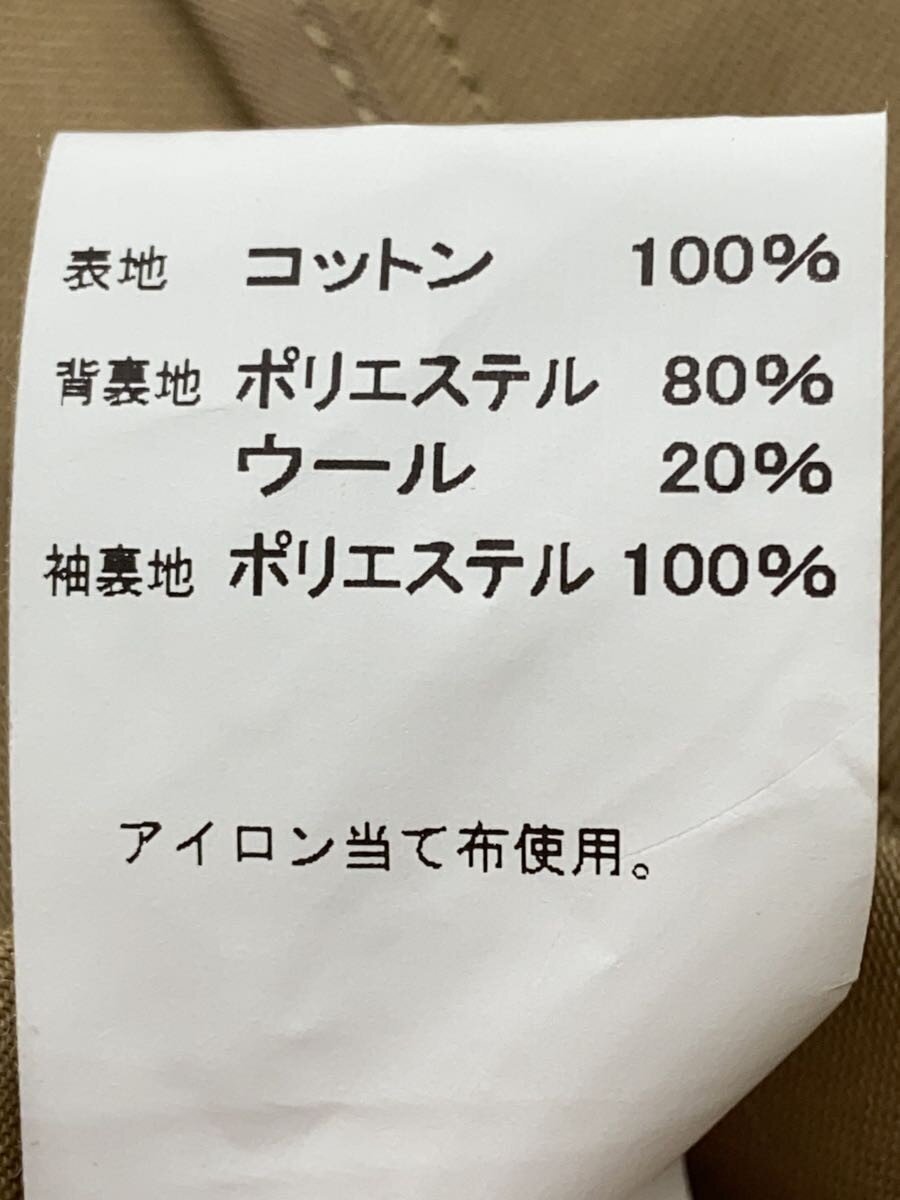 表地 コットン 100%
背裏地 ポリエステル 80%
ウール 20%
袖裏地 ポリエステル 100%
アイロン当て布使用。